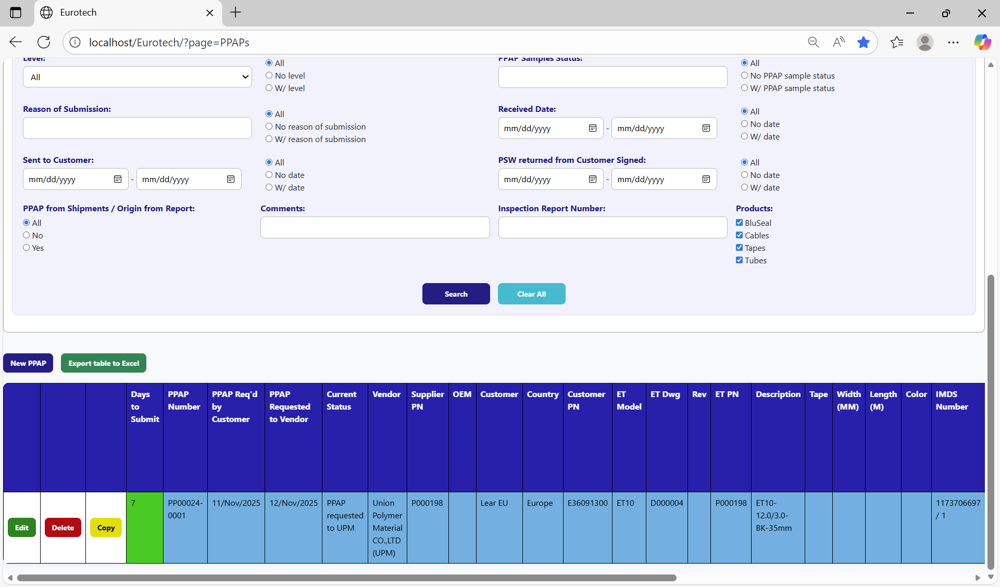 Eurotech
localhost/Eurotech/?page=PPAPs
Level:
All
All
No level
W/ level
PPAP Samples Status:
All
No PPAP sample status
W/ PPAP sample status
Reason of Submission:
All
No reason of submission
W/ reason of submission
Received Date:
mm/dd/yyyy - mm/dd/yyyy
All
No date
W/ date
Sent to Customer:
mm/dd/yyyy - mm/dd/yyyy
All
No date
W/ date
PSW returned from Customer Signed:
mm/dd/yyyy - mm/dd/yyyy
All
No date
W/ date
PPAP from Shipments / Origin from Report:
All
No
Yes
Comments:
Inspection Report Number:
Products:
BluSeal
Cables
Tapes
Tubes
Search
Clear All
New PPAP
Export table to Excel
Days
to
Submit
PPAP
Number
PPAP Req'd
by
Customer
PPAP
Requested
to Vendor
Current
Status
Vendor
Supplier
PN
OEM
Customer
Country
Customer
PN
ET
Model
ET Dwg
Rev
ET PN
Description
Tape
Width
(MM)
Length
(M)
Color
IMDS
Number
Edit
Delete
Copy
7
PP00024-
0001
11/Nov/2025
12/Nov/2025
PPAP
requested
to UPM
Union
Polymer
Material
CO.,LTD
(UPM)
P000198
Lear EU
Europe
E36091300
ET10
D000004
P000198
ET10-
12.0/3.0-
BK-35mm
1173706697
/ 1